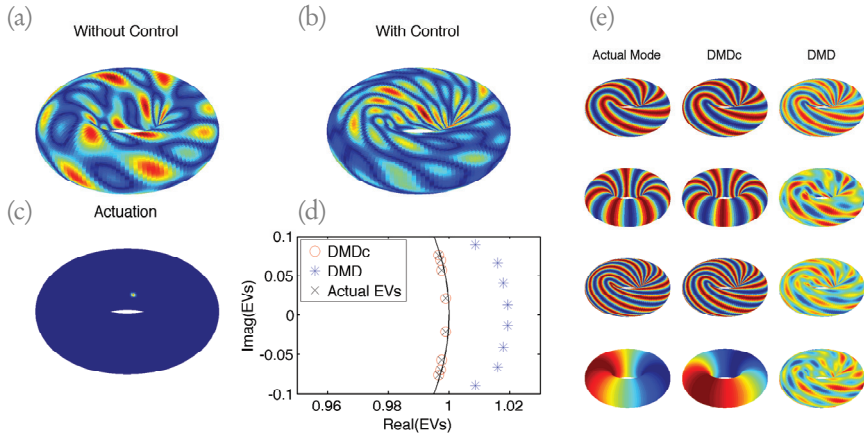 (a)
Without Control
(b)
With Control
(c)
Actuation
(d)
0.1
0.05
0
-0.05
-0.1
Imag(EVs)
DMDc
DMD
Actual EVs
0.96
0.98
1
1.02
Real(EVs)
(e)
Actual Mode
DMDc
DMD